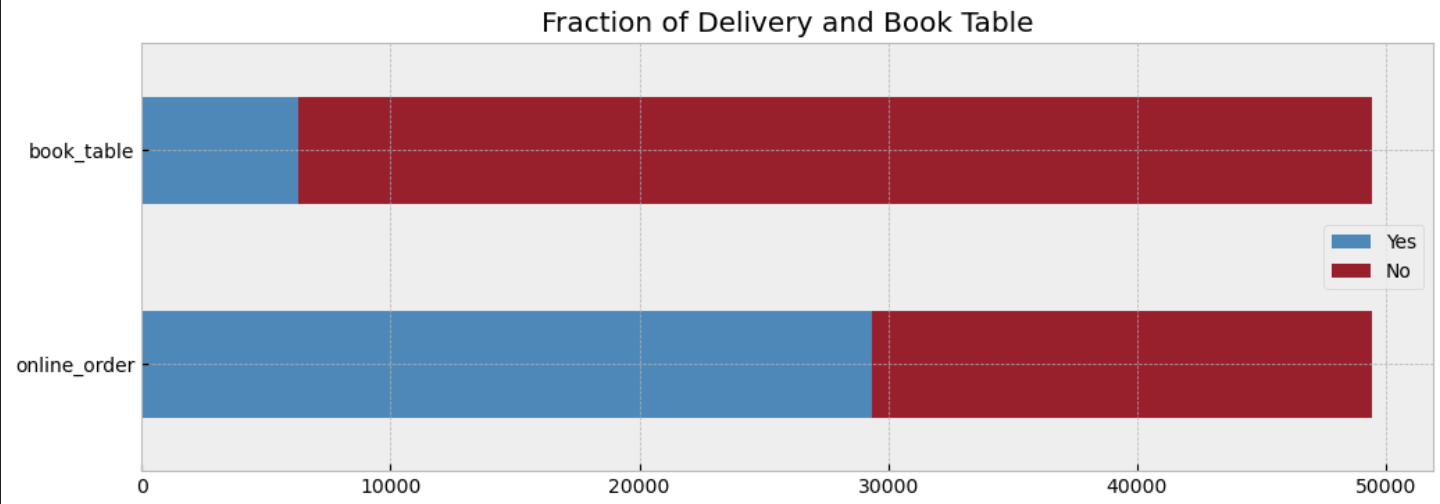 Fraction of Delivery and Book Table
book_table
Yes
No
online_order
0 10000 20000 30000 40000 50000